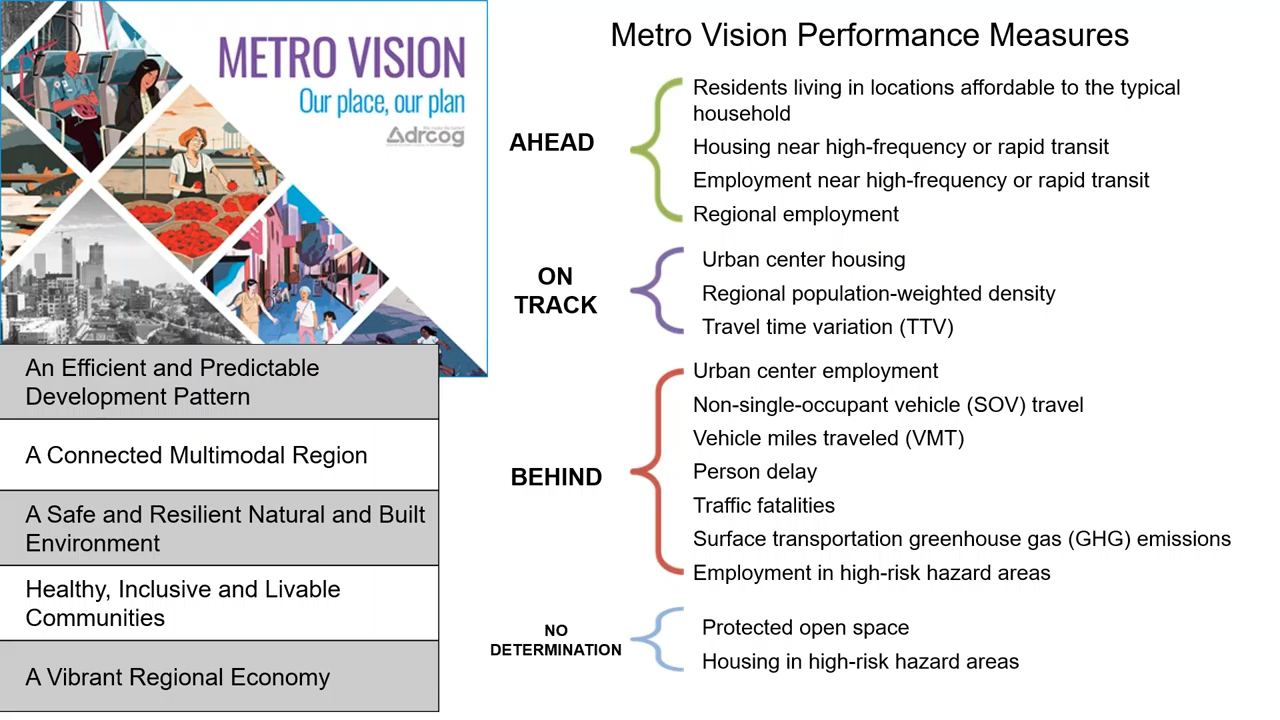 METRO VISION
Our place, our plan
drcog
An Efficient and Predictable
Development Pattern
A Connected Multimodal Region
A Safe and Resilient Natural and Built
Environment
Healthy, Inclusive and Livable
Communities
A Vibrant Regional Economy
Metro Vision Performance Measures
AHEAD
Residents living in locations affordable to the typical
household
Housing near high-frequency or rapid transit
Employment near high-frequency or rapid transit
Regional employment
ON
TRACK
Urban center housing
Regional population-weighted density
Travel time variation (TTV)
BEHIND
Urban center employment
Non-single-occupant vehicle (SOV) travel
Vehicle miles traveled (VMT)
Person delay
Traffic fatalities
Surface transportation greenhouse gas (GHG) emissions
Employment in high-risk hazard areas
NO
DETERMINATION
Protected open space
Housing in high-risk hazard areas